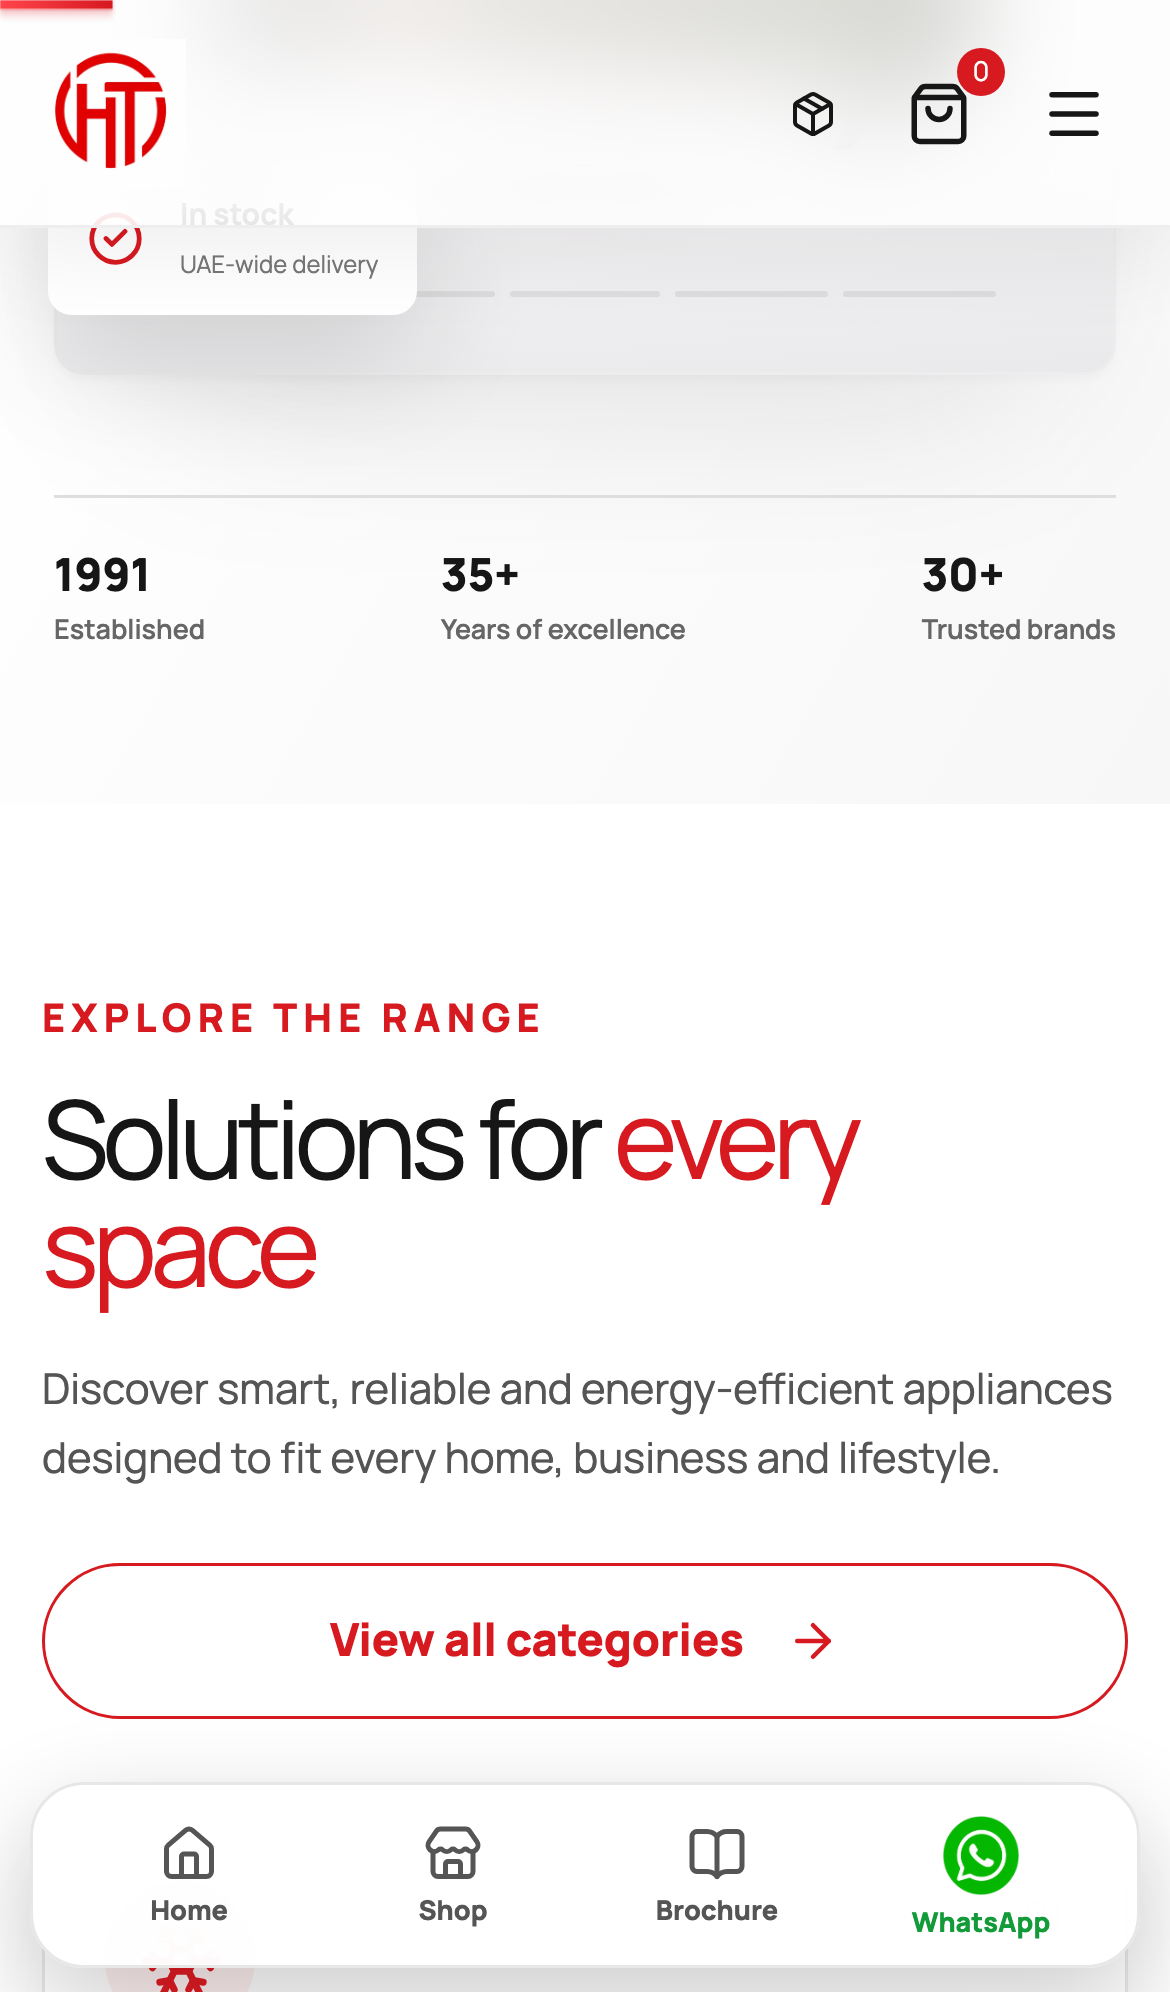 HT
0
In stock
UAE-wide delivery
1991
Established
35+
Years of excellence
30+
Trusted brands
EXPLORE THE RANGE
Solutions for every
space
Discover smart, reliable and energy-efficient appliances
designed to fit every home, business and lifestyle.
View all categories
Home
Shop
Brochure
WhatsApp